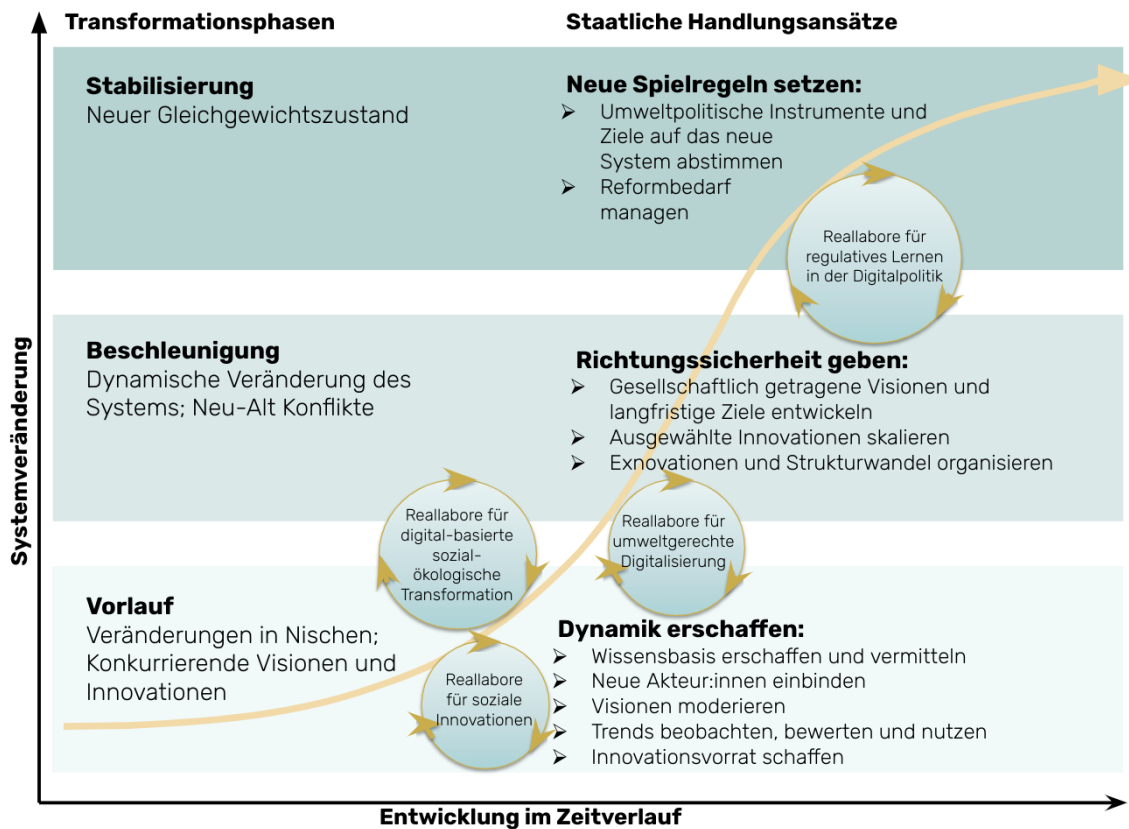 Transformationsphasen
Staatliche Handlungsansätze
Stabilisierung
Neuer Gleichgewichtszustand
Neue Spielregeln setzen:
➢ Umweltpolitische Instrumente und
Ziele auf das neue
System abstimmen
➢ Reformbedarf
managen
Reallabore für
regulatives Lernen
in der Digitalpolitik
Beschleunigung
Dynamische Veränderung des
Systems; Neu-Alt Konflikte
Richtungssicherheit geben:
➢ Gesellschaftlich getragene Visionen und
langfristige Ziele entwickeln
➢ Ausgewählte Innovationen skalieren
➢ Exnovationen und Strukturwandel organisieren
Reallabore für
digital-basierte
sozial-
ökologische
Transformation
Reallabore für
umweltgerechte
Digitalisierung
Vorlauf
Veränderungen in Nischen;
Konkurrierende Visionen und
Innovationen
Reallabore
für soziale
Innovationen
Dynamik erschaffen:
➢ Wissensbasis erschaffen und vermitteln
➢ Neue Akteur:innen einbinden
➢ Visionen moderieren
➢ Trends beobachten, bewerten und nutzen
➢ Innovationsvorrat schaffen
Systemveränderung
Entwicklung im Zeitverlauf